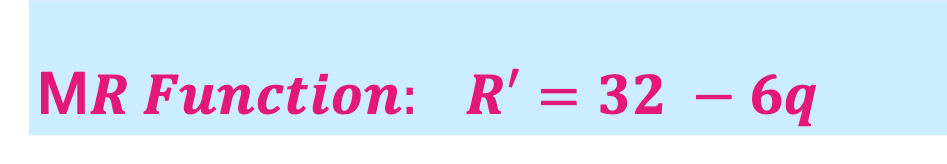 MR Function: R′ = 32 − 6q